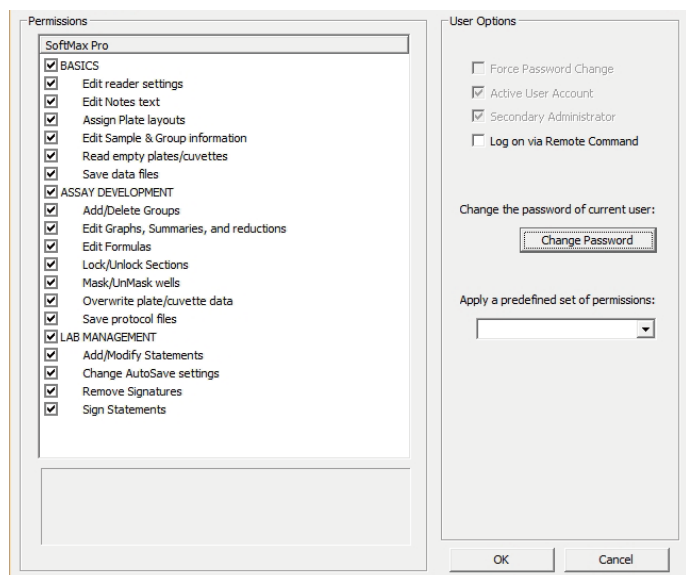 Permissions
SoftMax Pro
BASICS
Edit reader settings
Edit Notes text
Assign Plate layouts
Edit Sample & Group information
Read empty plates/cuvettes
Save data files
ASSAY DEVELOPMENT
Add/Delete Groups
Edit Graphs, Summaries, and reductions
Edit Formulas
Lock/Unlock Sections
Mask/UnMask wells
Overwrite plate/cuvette data
Save protocol files
LAB MANAGEMENT
Add/Modify Statements
Change AutoSave settings
Remove Signatures
Sign Statements
User Options
Force Password Change
Active User Account
Secondary Administrator
Log on via Remote Command
Change the password of current user:
Change Password
Apply a predefined set of permissions:
OK
Cancel